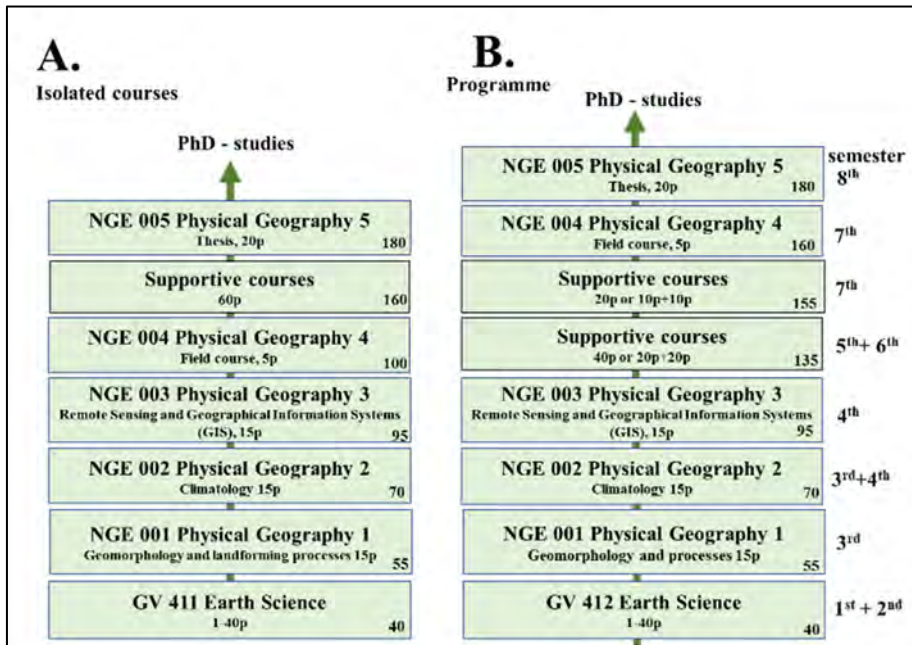 A.
Isolated courses
PhD - studies
NGE 005 Physical Geography 5
Thesis, 20p
180
Supportive courses
60p
160
NGE 004 Physical Geography 4
Field course, 5p
100
NGE 003 Physical Geography 3
Remote Sensing and Geographical Information Systems
(GIS), 15p
95
NGE 002 Physical Geography 2
Climatology 15p
70
NGE 001 Physical Geography 1
Geomorphology and landforming processes 15p
55
GV 411 Earth Science
1-40p
40
B.
Programme
PhD - studies
semester
NGE 005 Physical Geography 5
Thesis, 20p
180
8th
NGE 004 Physical Geography 4
Field course, 5p
160
7th
Supportive courses
20p or 10p+10p
155
7th
Supportive courses
40p or 20p+20p
135
5th+ 6th
NGE 003 Physical Geography 3
Remote Sensing and Geographical Information Systems
(GIS), 15p
95
4th
NGE 002 Physical Geography 2
Climatology 15p
70
3rd+4th
NGE 001 Physical Geography 1
Geomorphology and processes 15p
55
3rd
GV 412 Earth Science
1-40p
40
1st + 2nd